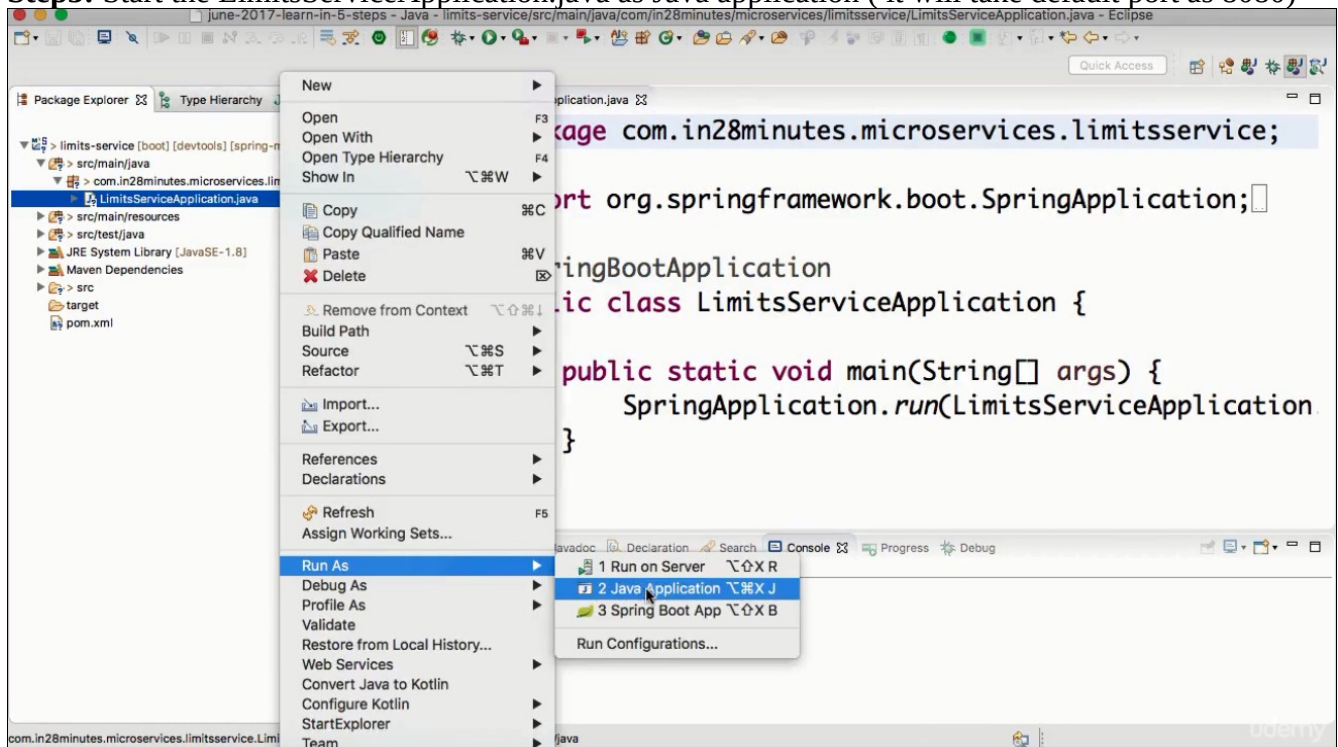 Step3: Start the LimitsServiceApplication.java as Java application ( it will take default port as 8080)
june-2017-learn-in-5-steps - Java - limits-service/src/main/java/com/in28minutes/microservices/limitsservice/LimitsServiceApplication.java - Eclipse
Quick Access
Package Explorer
Type Hierarchy
plication.java
> limits-service [boot] [devtools] [spring-m
> src/main/java
> com.in28minutes.microservices.lim
LimitsServiceApplication.java
> src/main/resources
> src/test/java
JRE System Library [JavaSE-1.8]
Maven Dependencies
> src
target
pom.xml
New
Open F3
Open With
Open Type Hierarchy F4
Show In ⌥⌘W
Copy ⌘C
Copy Qualified Name
Paste ⌘V
Delete ⌦
Remove from Context ⌥⇧⌘↓
Build Path
Source ⌥⌘S
Refactor ⌥⌘T
Import...
Export...
References
Declarations
Refresh F5
Assign Working Sets...
Run As
Debug As
Profile As
Validate
Restore from Local History...
Web Services
Convert Java to Kotlin
Configure Kotlin
StartExplorer
Team
1 Run on Server ⌥⇧X R
2 Java Application ⌥⌘X J
3 Spring Boot App ⌥⇧X B
Run Configurations...
kage com.in28minutes.microservices.limitsservice;
ort org.springframework.boot.SpringApplication;
ringBootApplication
lic class LimitsServiceApplication {
public static void main(String[] args) {
SpringApplication.run(LimitsServiceApplication.
}
Javadoc Declaration Search Console Progress Debug
com.in28minutes.microservices.limitsservice.Limi
/java
udemy